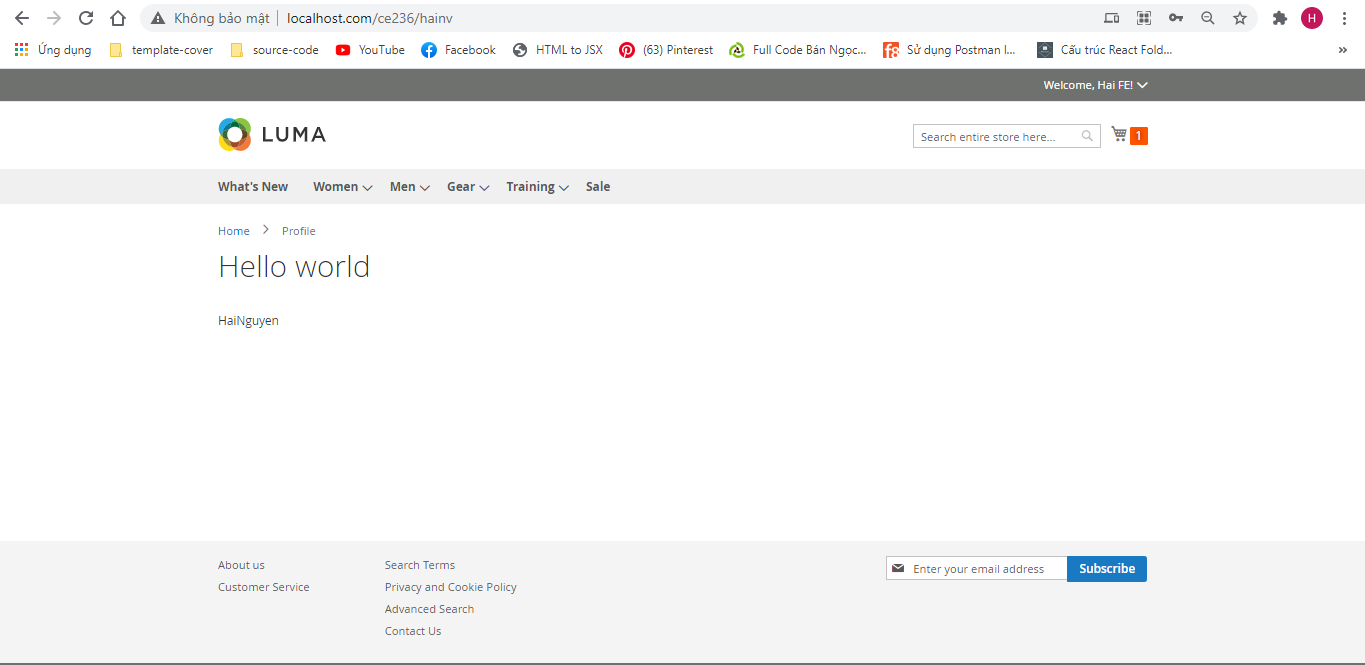 Không bảo mật localhost.com/ce236/hainv H
Ứng dụng template-cover source-code YouTube Facebook HTML to JSX (63) Pinterest Full Code Bán Ngọc... Sử dụng Postman l... Cấu trúc React Fold... »
Welcome, Hai FE!
LUMA Search entire store here... 1
What's New Women Men Gear Training Sale
Home Profile
Hello world
HaiNguyen
About us Search Terms Enter your email address Subscribe
Customer Service Privacy and Cookie Policy
Advanced Search
Contact Us